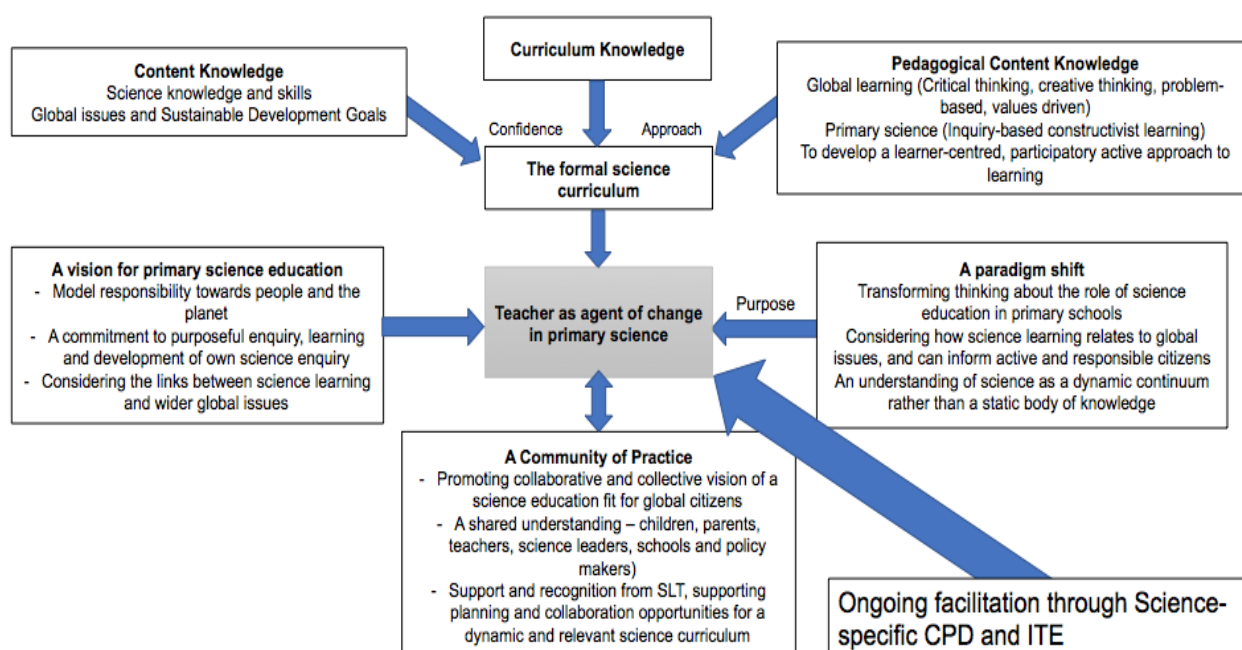 Curriculum Knowledge
Content Knowledge
Science knowledge and skills
Global issues and Sustainable Development Goals
Pedagogical Content Knowledge
Global learning (Critical thinking, creative thinking, problem-
based, values driven)
Primary science (Inquiry-based constructivist learning)
To develop a learner-centred, participatory active approach to
learning
Confidence
Approach
The formal science
curriculum
A vision for primary science education
- Model responsibility towards people and the
planet
- A commitment to purposeful enquiry, learning
and development of own science enquiry
- Considering the links between science learning
and wider global issues
Teacher as agent of change
in primary science
Purpose
A paradigm shift
Transforming thinking about the role of science
education in primary schools
Considering how science learning relates to global
issues, and can inform active and responsible citizens
An understanding of science as a dynamic continuum
rather than a static body of knowledge
A Community of Practice
- Promoting collaborative and collective vision of a
science education fit for global citizens
- A shared understanding – children, parents,
teachers, science leaders, schools and policy
makers)
- Support and recognition from SLT, supporting
planning and collaboration opportunities for a
dynamic and relevant science curriculum
Ongoing facilitation through Science-
specific CPD and ITE